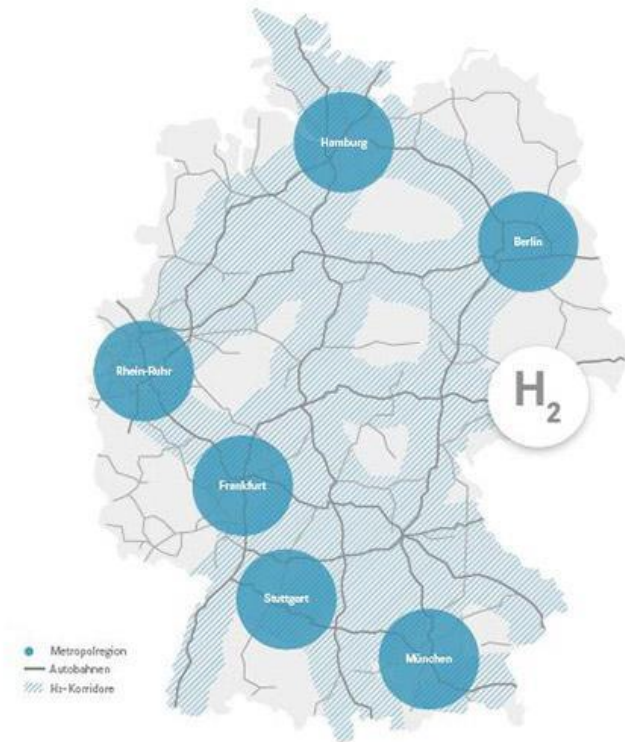 Hamburg
Berlin
Rhein-Ruhr
H₂
Frankfurt
Stuttgart
München
Metropolregion
Autobahnen
H₂-Korridore